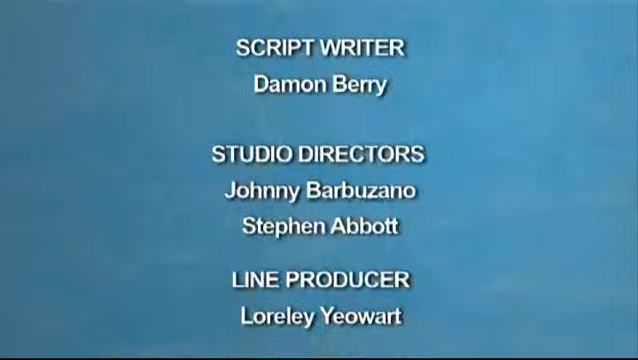 SCRIPT WRITER
Damon Berry
STUDIO DIRECTORS
Johnny Barbuzano
Stephen Abbott
LINE PRODUCER
Loreley Yeowart